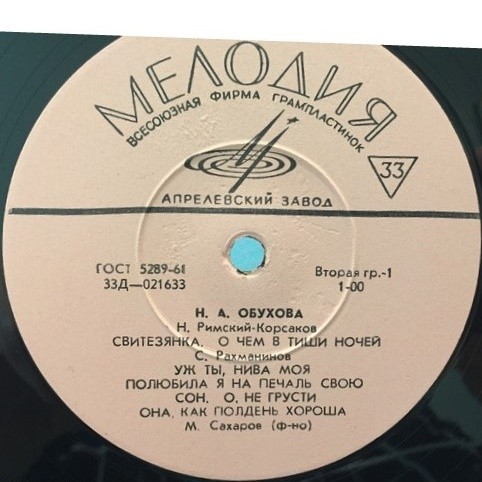 МЕЛОДИЯ
ВСЕСОЮЗНАЯ ФИРМА ГРАМПЛАСТИНОК
33
АПРЕЛЕВСКИЙ ЗАВОД
ГОСТ 5289-61
Вторая гр.-1
33Д—021633
1-00
Н. А. ОБУХОВА
Н. Римский-Корсаков
СВИТЕЗЯНКА. О ЧЕМ В ТИШИ НОЧЕЙ
С. Рахманинов
УЖ ТЫ, НИВА МОЯ
ПОЛЮБИЛА Я НА ПЕЧАЛЬ СВОЮ
СОН. О, НЕ ГРУСТИ
ОНА, КАК ПОЛДЕНЬ ХОРОША
М. Сахаров (ф-но)